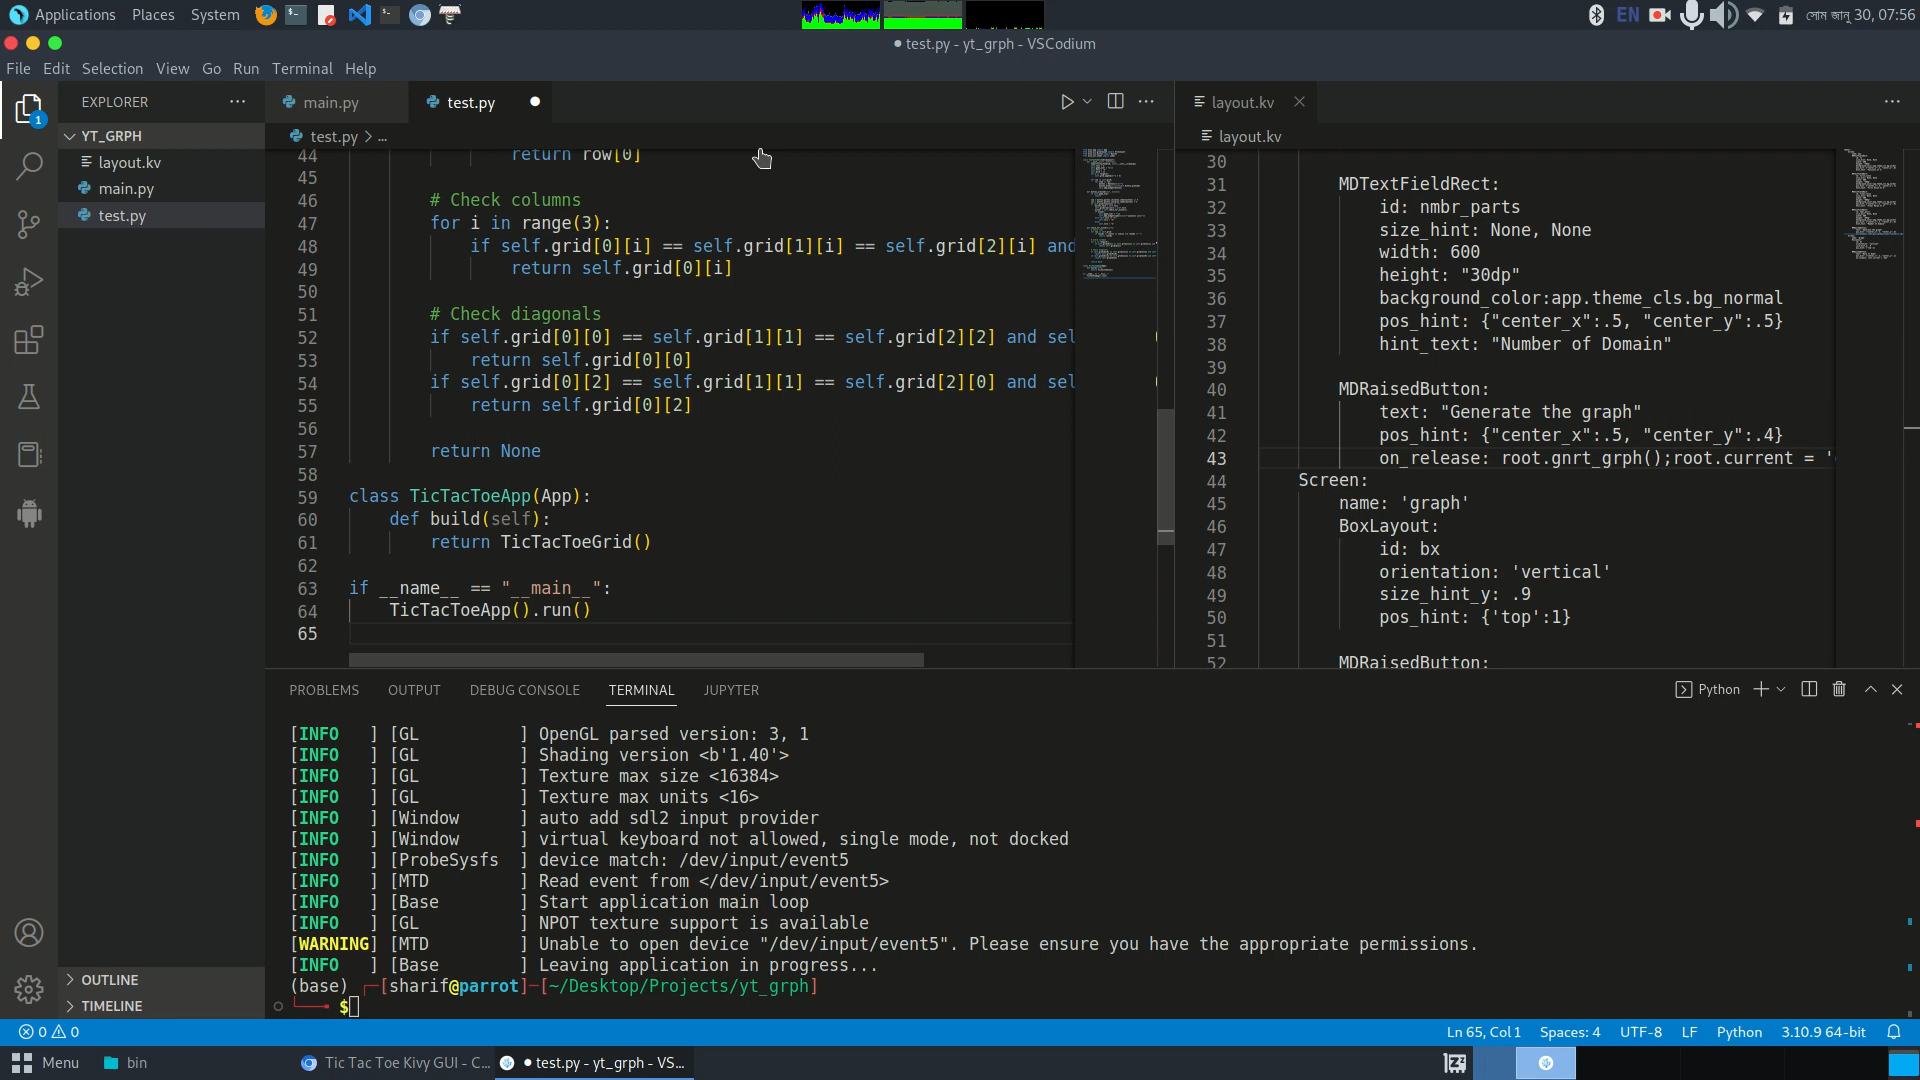 Applications Places System
EN
সোম জানু 30, 07:56
● test.py - yt_grph - VSCodium
File Edit Selection View Go Run Terminal Help
EXPLORER ...
YT_GRPH
layout.kv
main.py
test.py
OUTLINE
TIMELINE
1
main.py test.py
test.py > ...
44 return row[0]
45
46 # Check columns
47 for i in range(3):
48 if self.grid[0][i] == self.grid[1][i] == self.grid[2][i] and
49 return self.grid[0][i]
50
51 # Check diagonals
52 if self.grid[0][0] == self.grid[1][1] == self.grid[2][2] and sel
53 return self.grid[0][0]
54 if self.grid[0][2] == self.grid[1][1] == self.grid[2][0] and sel
55 return self.grid[0][2]
56
57 return None
58
59 class TicTacToeApp(App):
60 def build(self):
61 return TicTacToeGrid()
62
63 if __name__ == "__main__":
64 TicTacToeApp().run()
65
layout.kv
layout.kv
30
31 MDTextFieldRect:
32 id: nmbr_parts
33 size_hint: None, None
34 width: 600
35 height: "30dp"
36 background_color:app.theme_cls.bg_normal
37 pos_hint: {"center_x":.5, "center_y":.5}
38 hint_text: "Number of Domain"
39
40 MDRaisedButton:
41 text: "Generate the graph"
42 pos_hint: {"center_x":.5, "center_y":.4}
43 on_release: root.gnrt_grph();root.current = '
44 Screen:
45 name: 'graph'
46 BoxLayout:
47 id: bx
48 orientation: 'vertical'
49 size_hint_y: .9
50 pos_hint: {'top':1}
51
52 MDRaisedButton:
PROBLEMS OUTPUT DEBUG CONSOLE TERMINAL JUPYTER
Python
[INFO ] [GL ] OpenGL parsed version: 3, 1
[INFO ] [GL ] Shading version <b'1.40'>
[INFO ] [GL ] Texture max size <16384>
[INFO ] [GL ] Texture max units <16>
[INFO ] [Window ] auto add sdl2 input provider
[INFO ] [Window ] virtual keyboard not allowed, single mode, not docked
[INFO ] [ProbeSysfs ] device match: /dev/input/event5
[INFO ] [MTD ] Read event from </dev/input/event5>
[INFO ] [Base ] Start application main loop
[INFO ] [GL ] NPOT texture support is available
[WARNING] [MTD ] Unable to open device "/dev/input/event5". Please ensure you have the appropriate permissions.
[INFO ] [Base ] Leaving application in progress...
(base) ┌─[sharif@parrot]─[~/Desktop/Projects/yt_grph]
└──╼ $
0 0
Ln 65, Col 1 Spaces: 4 UTF-8 LF Python 3.10.9 64-bit
Menu bin Tic Tac Toe Kivy GUI - C... ● test.py - yt_grph - VS...